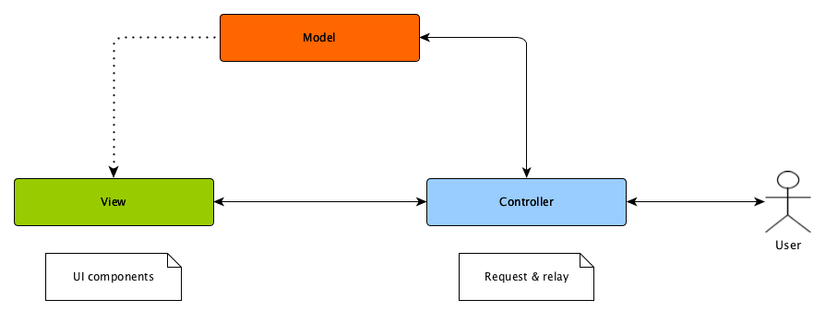 Model
View
Controller
User
UI components
Request & relay